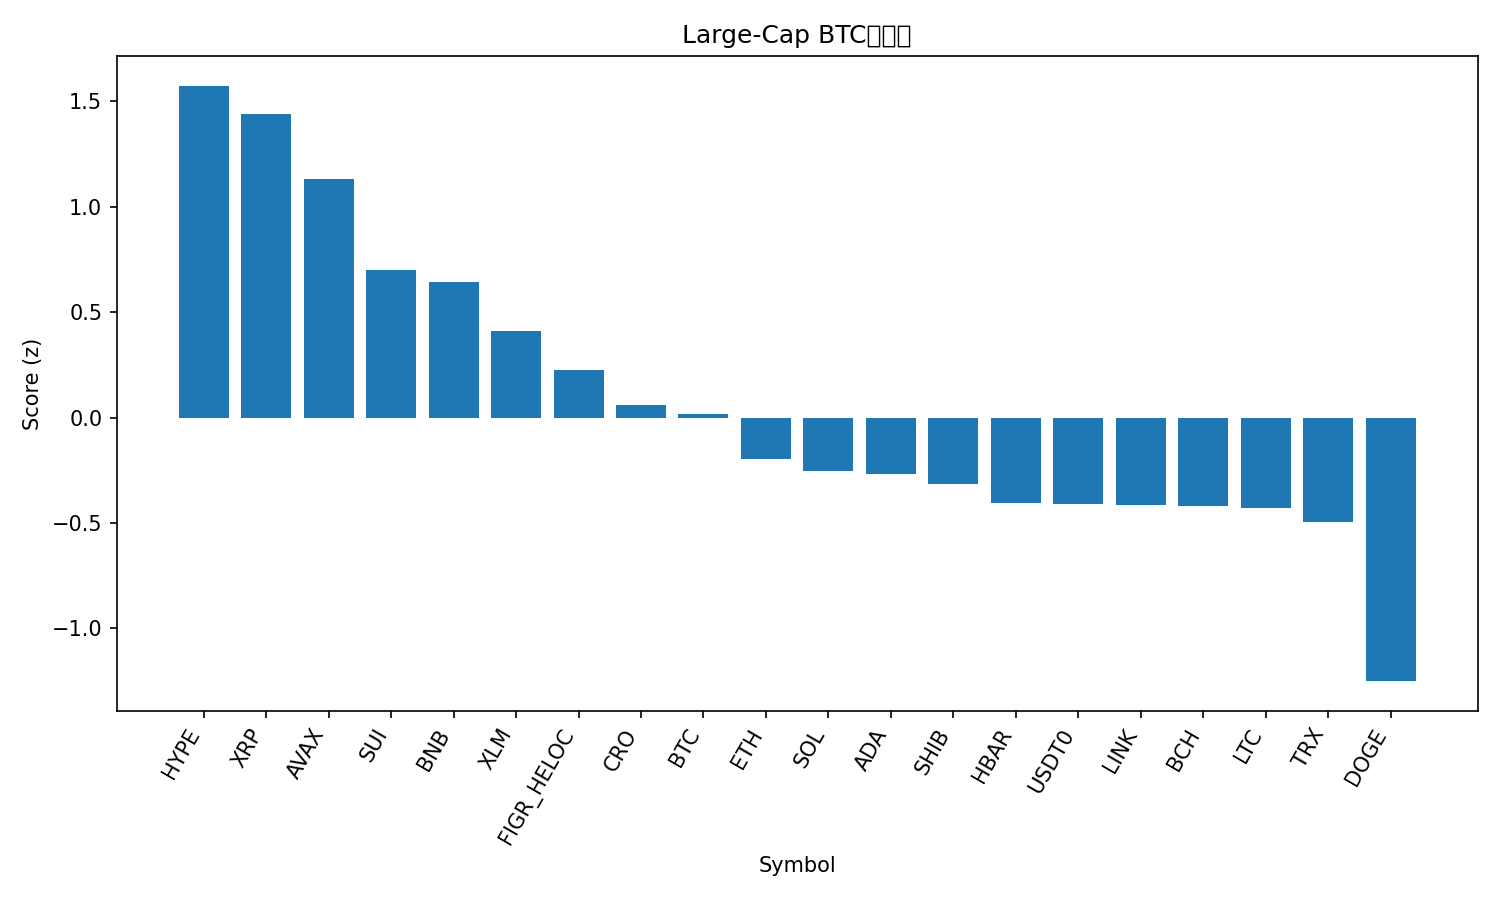 Large-Cap BTC
1.5
1.0
0.5
0.0
−0.5
−1.0
Score (z)
HYPE
XRP
AVAX
SUI
BNB
XLM
FIGR_HELOC
CRO
BTC
ETH
SOL
ADA
SHIB
HBAR
USDT0
LINK
BCH
LTC
TRX
DOGE
Symbol